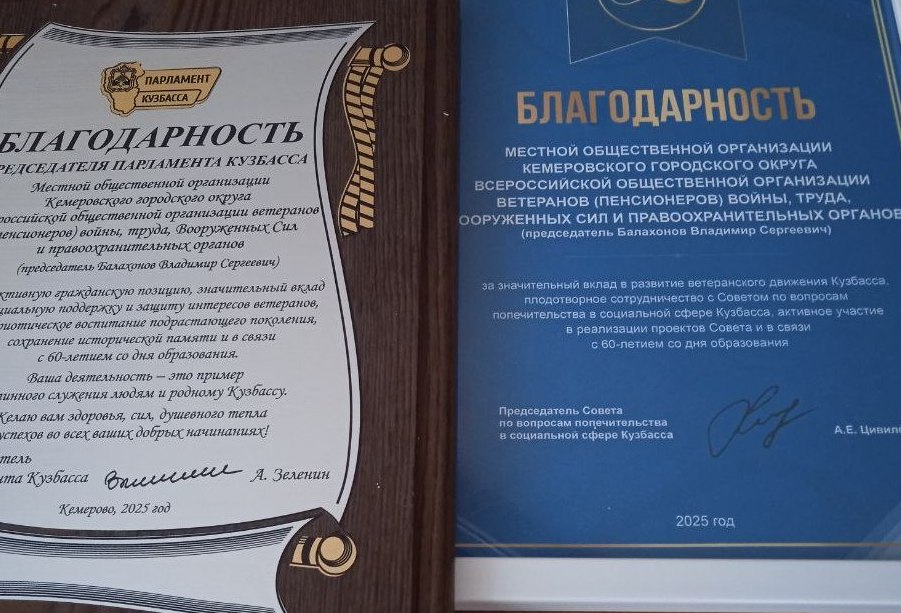 ПАРЛАМЕНТ
КУЗБАССА
БЛАГОДАРНОСТЬ
РЕДСЕДАТЕЛЯ ПАРЛАМЕНТА КУЗБАССА
Местной общественной организации
Кемеровского городского округа
российской общественной организации ветеранов
пенсионеров) войны, труда, Вооруженных Сил
и правоохранительных органов
(председатель Балахонов Владимир Сергеевич)
ктивную гражданскую позицию, значительный вклад
циальную поддержку и защиту интересов ветеранов,
риотическое воспитание подрастающего поколения,
сохранение исторической памяти и в связи
с 60-летием со дня образования.
Ваша деятельность – это пример
инного служения людям и родному Кузбассу.
Желаю вам здоровья, сил, душевного тепла
успехов во всех ваших добрых начинаниях!
тель
нта Кузбасса А. Зеленин
Кемерово, 2025 год
БЛАГОДАРНОСТЬ
МЕСТНОЙ ОБЩЕСТВЕННОЙ ОРГАНИЗАЦИИ
КЕМЕРОВСКОГО ГОРОДСКОГО ОКРУГА
ВСЕРОССИЙСКОЙ ОБЩЕСТВЕННОЙ ОРГАНИЗАЦИИ
ВЕТЕРАНОВ (ПЕНСИОНЕРОВ) ВОЙНЫ, ТРУДА,
ООРУЖЕННЫХ СИЛ И ПРАВООХРАНИТЕЛЬНЫХ ОРГАНОВ
(председатель Балахонов Владимир Сергеевич)
за значительный вклад в развитие ветеранского движения Кузбасса,
плодотворное сотрудничество с Советом по вопросам
попечительства в социальной сфере Кузбасса, активное участие
в реализации проектов Совета и в связи
с 60-летием со дня образования
Председатель Совета
по вопросам попечительства
в социальной сфере Кузбасса
А.Е. Цивиле
2025 год